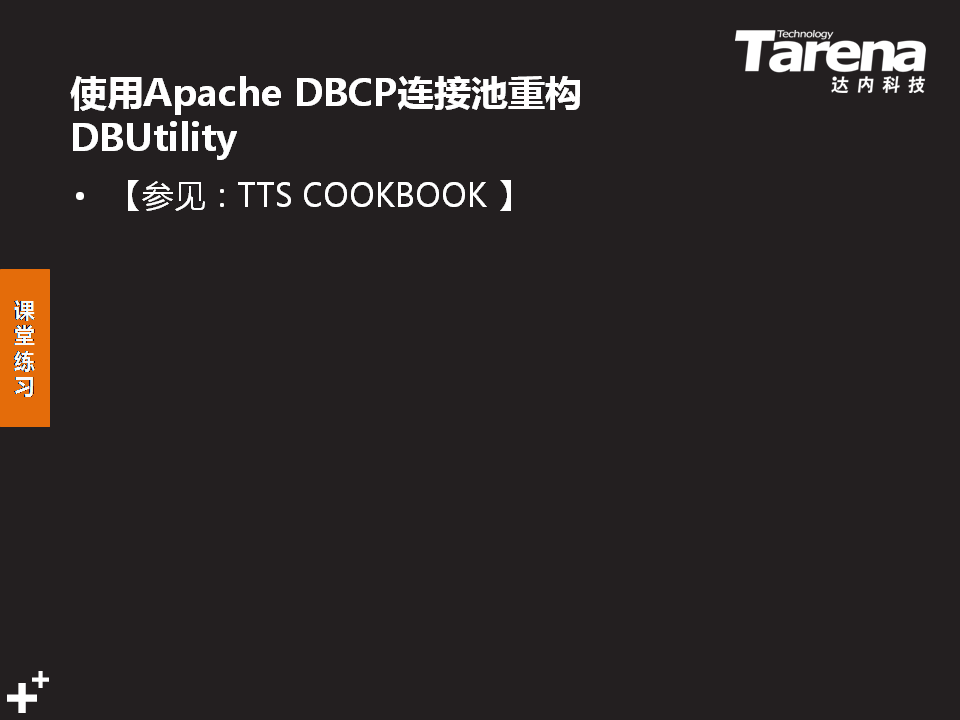 Technology
Tarena
达内科技
使用Apache DBCP连接池重构
DBUtility
• 【参见：TTS COOKBOOK 】
课
堂
练
习